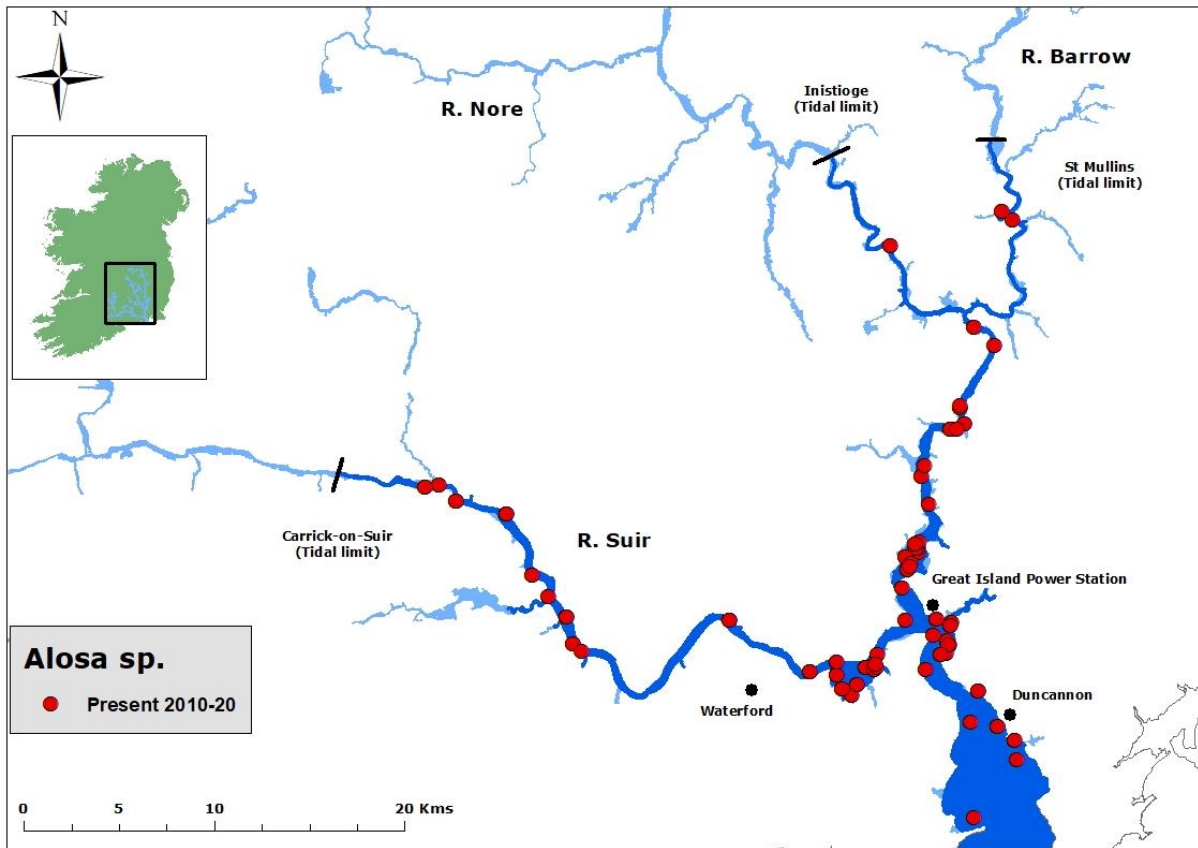 N
R. Barrow
Inistioge
(Tidal limit)
R. Nore
St Mullins
(Tidal limit)
Carrick-on-Suir
(Tidal limit)
R. Suir
Great Island Power Station
Alosa sp.
Present 2010-20
Waterford
Duncannon
0 5 10 20 Kms